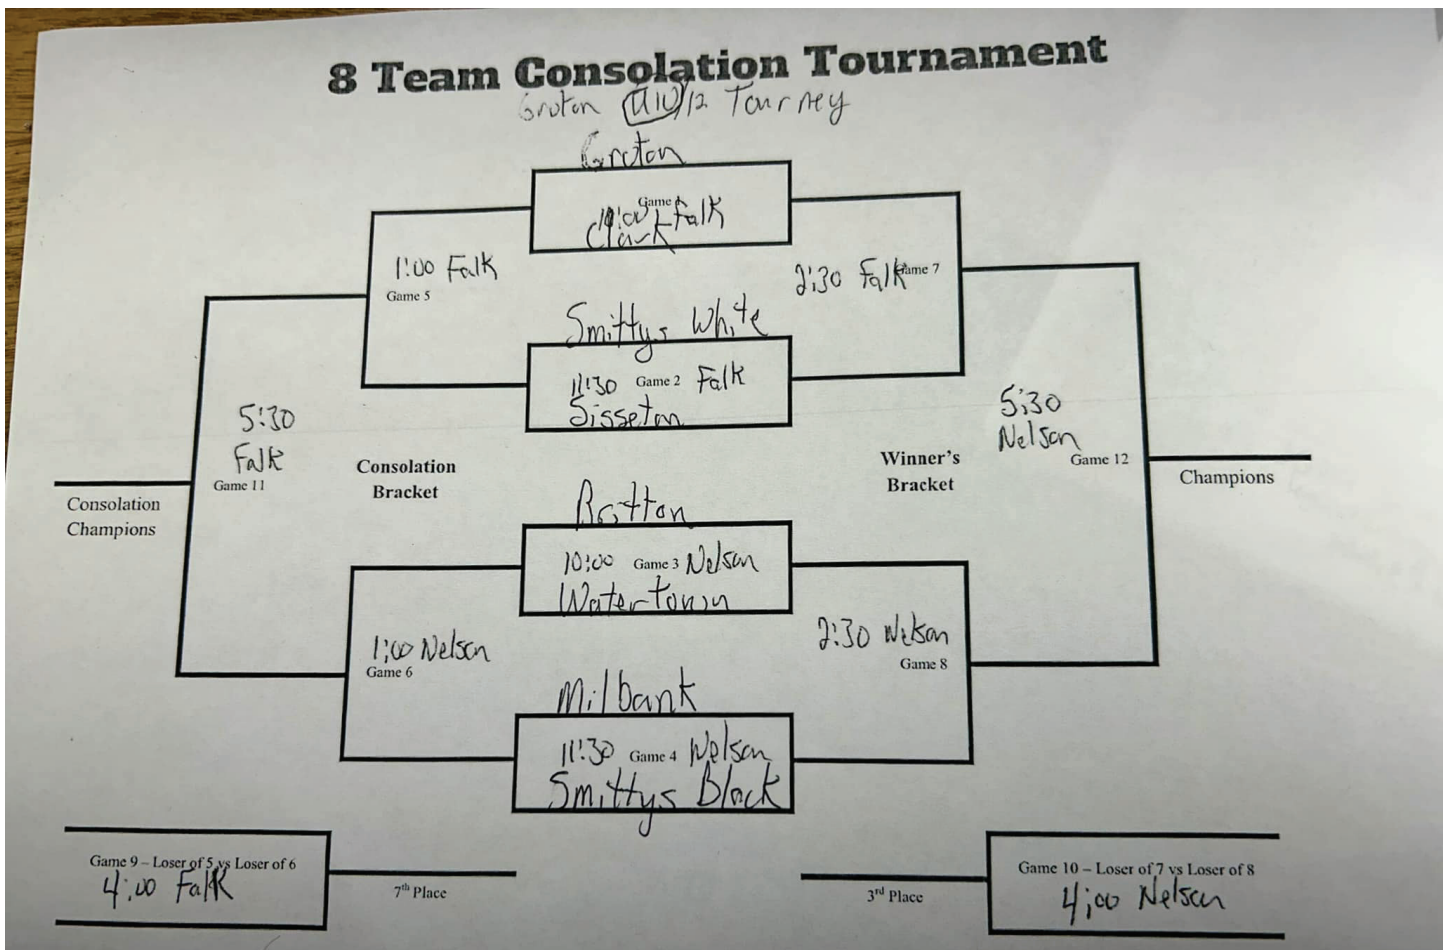 8 Team Consolation Tournament
Groton U10/12 Tourney
Groton
Game
10:00 Falk
Clark
1:00 Falk
Game 5
2:30 Falk Game 7
Smittys White
11:30 Game 2 Falk
Sisseton
5:30
Falk
Game 11
5:30
Nelson
Game 12
Consolation
Bracket
Winner's
Bracket
Consolation
Champions
Champions
Britton
10:00 Game 3 Nelson
Watertown
1:00 Nelson
Game 6
2:30 Nelson
Game 8
Milbank
11:30 Game 4 Nelson
Smittys Black
Game 9 – Loser of 5 vs Loser of 6
4:00 Falk
7th Place
3rd Place
Game 10 – Loser of 7 vs Loser of 8
4:00 Nelson